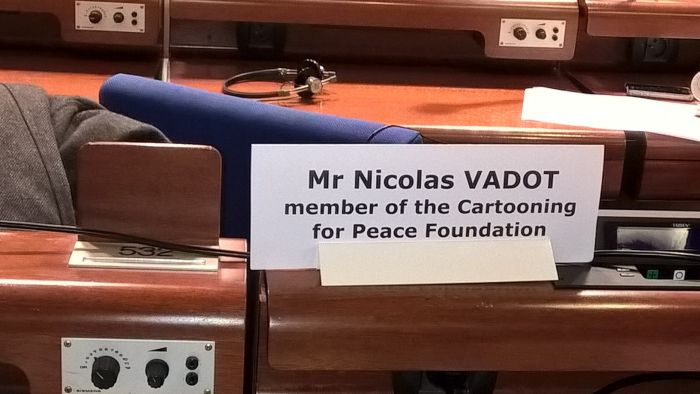 Mr Nicolas VADOT
member of the Cartooning
for Peace Foundation
532